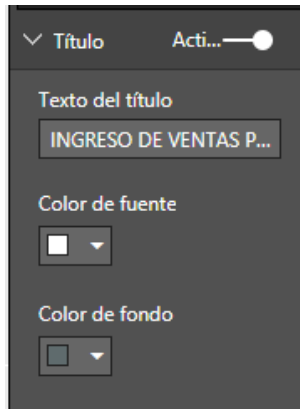 Título Acti...
Texto del título
INGRESO DE VENTAS P...
Color de fuente
Color de fondo